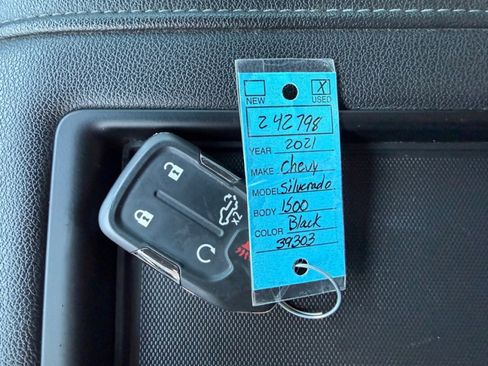 X
NEW USED
242798
YEAR 2021
MAKE Chevy
MODEL Silverado
BODY 1500
COLOR Black
39303